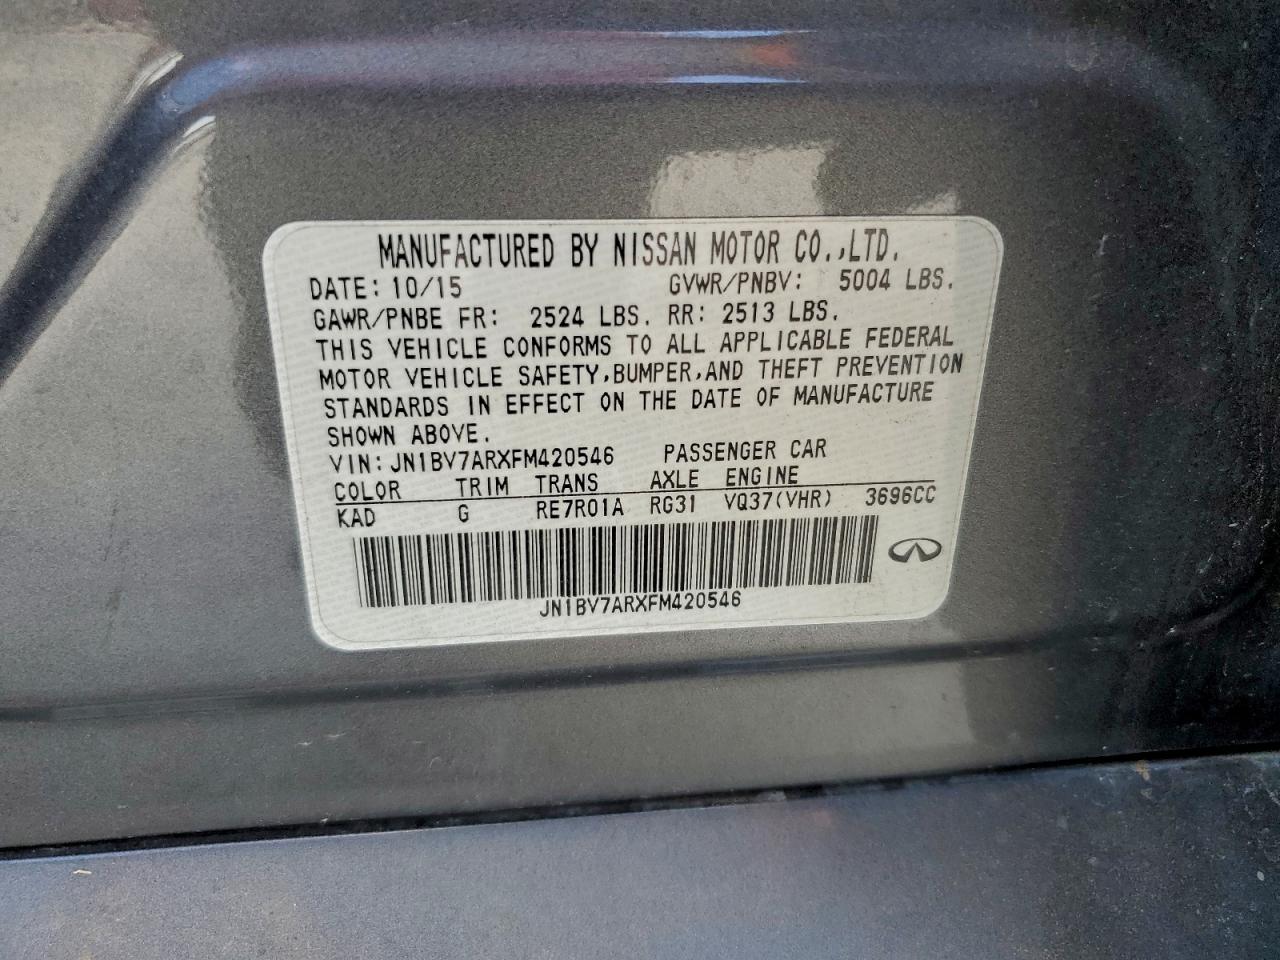 MANUFACTURED BY NISSAN MOTOR CO.,LTD.
DATE: 10/15 GVWR/PNBV: 5004 LBS.
GAWR/PNBE FR: 2524 LBS. RR: 2513 LBS.
THIS VEHICLE CONFORMS TO ALL APPLICABLE FEDERAL
MOTOR VEHICLE SAFETY,BUMPER,AND THEFT PREVENTION
STANDARDS IN EFFECT ON THE DATE OF MANUFACTURE
SHOWN ABOVE.
VIN: JN1BV7ARXFM420546 PASSENGER CAR
COLOR TRIM TRANS AXLE ENGINE
KAD G RE7R01A RG31 VQ37(VHR) 3696CC
JN1BV7ARXFM420546